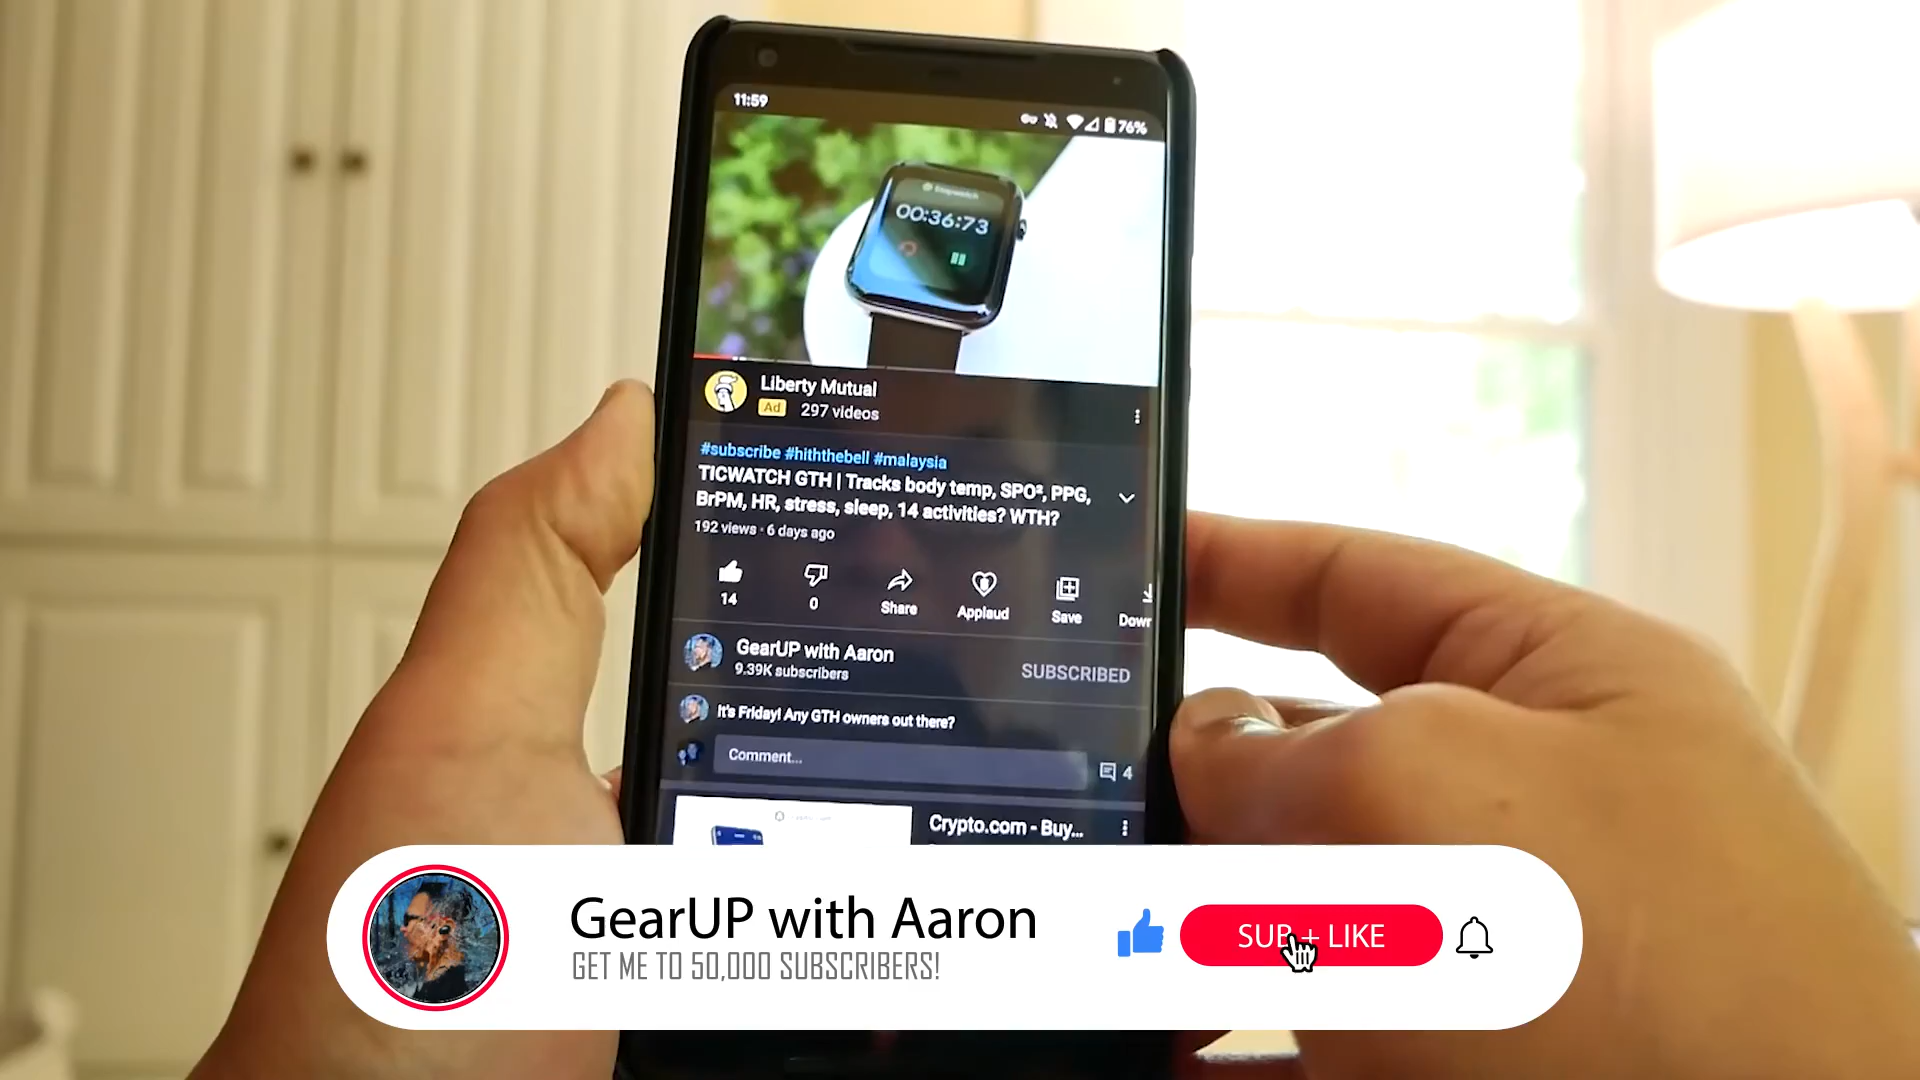 11:59
76%
Stopwatch
00:36:73
Liberty Mutual
Ad 297 videos
#subscribe #hiththebell #malaysia
TICWATCH GTH | Tracks body temp, SPO², PPG,
BrPM, HR, stress, sleep, 14 activities? WTH?
192 views · 6 days ago
14
0
Share
Applaud
Save
Dowr
GearUP with Aaron
9.39K subscribers
SUBSCRIBED
It's Friday! Any GTH owners out there?
Comment...
4
Crypto.com - Buy...
GearUP with Aaron
GET ME TO 50,000 SUBSCRIBERS!
SUB + LIKE